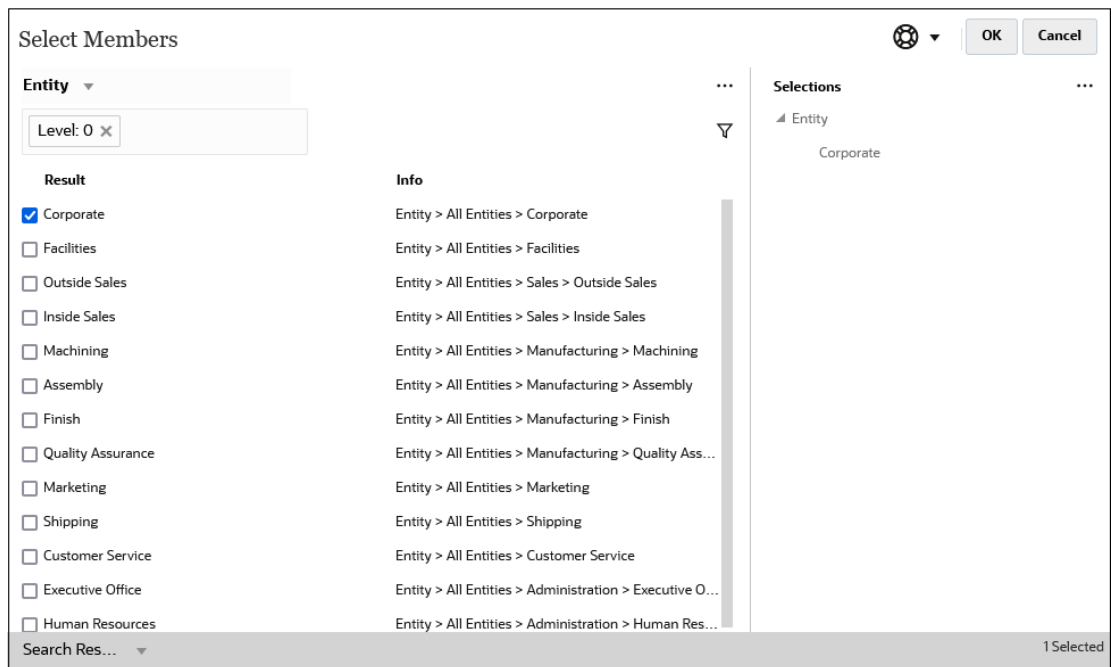 Select Members
OK
Cancel
Entity
...
Level: 0
Result Info
Corporate Entity > All Entities > Corporate
Facilities Entity > All Entities > Facilities
Outside Sales Entity > All Entities > Sales > Outside Sales
Inside Sales Entity > All Entities > Sales > Inside Sales
Machining Entity > All Entities > Manufacturing > Machining
Assembly Entity > All Entities > Manufacturing > Assembly
Finish Entity > All Entities > Manufacturing > Finish
Quality Assurance Entity > All Entities > Manufacturing > Quality Ass...
Marketing Entity > All Entities > Marketing
Shipping Entity > All Entities > Shipping
Customer Service Entity > All Entities > Customer Service
Executive Office Entity > All Entities > Administration > Executive O...
Human Resources Entity > All Entities > Administration > Human Res...
Selections
...
Entity
Corporate
Search Res...
1 Selected